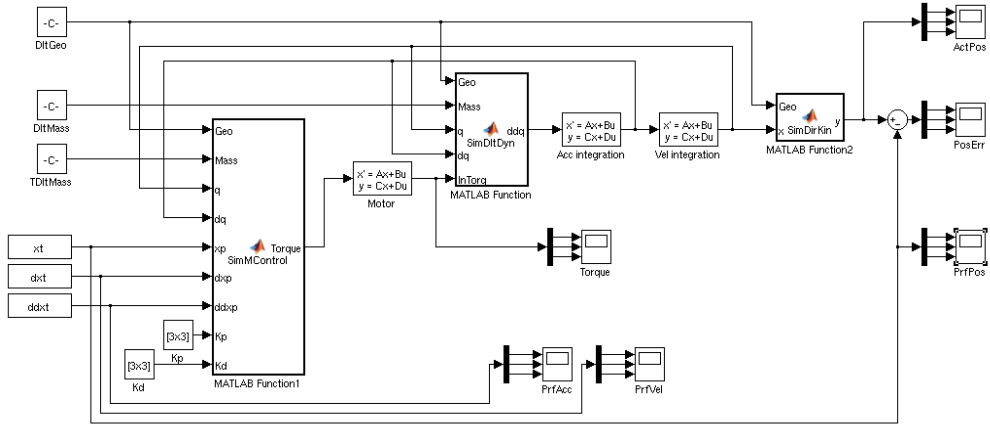 -C-
DltGeo
-C-
DltMass
-C-
TDltMass
xt
dxt
ddxt
[3x3]
Kp
[3x3]
Kd
Geo
Mass
q
dq
xp
dxp
ddxp
Kp
Kd
Torque
SimMControl
MATLAB Function1
x' = Ax+Bu
y = Cx+Du
Motor
Geo
Mass
q
dq
InTorq
ddq
SimDltDyn
MATLAB Function
x' = Ax+Bu
y = Cx+Du
Acc integration
x' = Ax+Bu
y = Cx+Du
Vel integration
Geo
x
y
SimDirKin
MATLAB Function2
+
-
ActPos
PosErr
PrfPos
Torque
PrfAcc
PrfVel